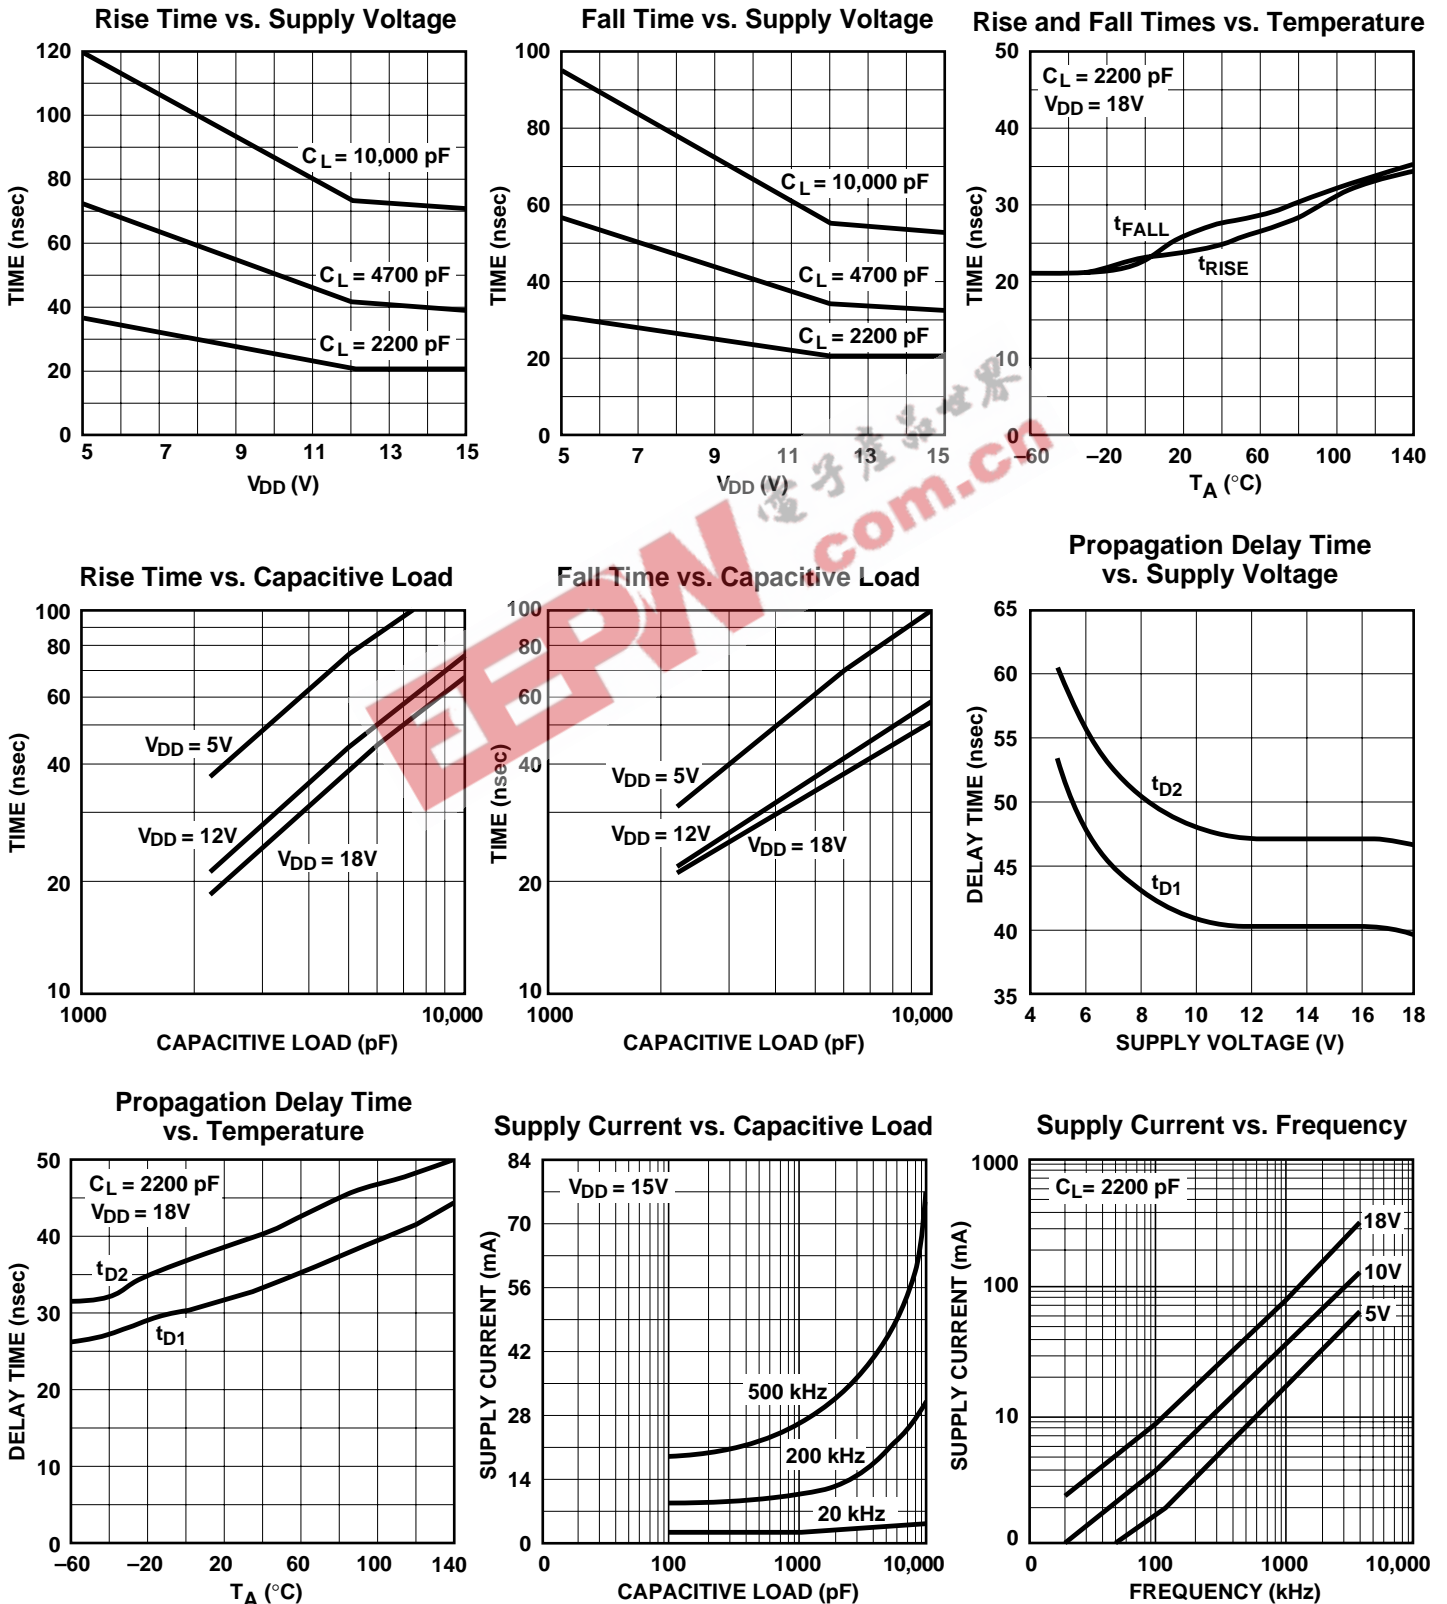 Rise Time vs. Supply Voltage
120
100
80
60
40
20
0
TIME (nsec)
CL = 10,000 pF
CL = 4700 pF
CL = 2200 pF
5 7 9 11 13 15
VDD (V)
Fall Time vs. Supply Voltage
100
80
60
40
20
0
TIME (nsec)
CL = 10,000 pF
CL = 4700 pF
CL = 2200 pF
5 7 9 11 13 15
VDD (V)
Rise and Fall Times vs. Temperature
50
40
30
20
10
0
TIME (nsec)
CL = 2200 pF
VDD = 18V
tFALL
tRISE
–60 –20 20 60 100 140
TA (°C)
Rise Time vs. Capacitive Load
100
80
60
40
20
10
TIME (nsec)
VDD = 5V
VDD = 12V
VDD = 18V
1000 10,000
CAPACITIVE LOAD (pF)
Fall Time vs. Capacitive Load
100
80
60
40
20
10
TIME (nsec)
VDD = 5V
VDD = 12V
VDD = 18V
1000 10,000
CAPACITIVE LOAD (pF)
Propagation Delay Time
vs. Supply Voltage
65
60
55
50
45
40
35
DELAY TIME (nsec)
tD2
tD1
4 6 8 10 12 14 16 18
SUPPLY VOLTAGE (V)
Propagation Delay Time
vs. Temperature
50
40
30
20
10
0
DELAY TIME (nsec)
CL = 2200 pF
VDD = 18V
tD2
tD1
–60 –20 20 60 100 140
TA (°C)
Supply Current vs. Capacitive Load
84
70
56
42
28
14
0
SUPPLY CURRENT (mA)
VDD = 15V
500 kHz
200 kHz
20 kHz
0 100 1000 10,000
CAPACITIVE LOAD (pF)
Supply Current vs. Frequency
1000
100
10
0
SUPPLY CURRENT (mA)
CL = 2200 pF
18V
10V
5V
0 100 1000 10,000
FREQUENCY (kHz)
EEPW
.com.cn
電子産品世界